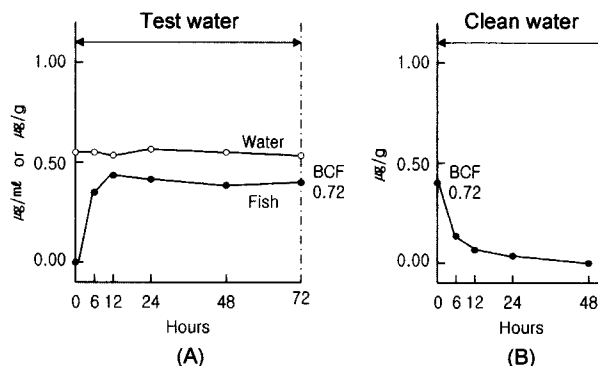 Test water
Clean water
1.00
0.50
0.00
μg/mℓ or μg/g
Water
Fish
BCF
0.72
0 6 12 24 48 72
Hours
(A)
1.00
0.50
0.00
μg/g
BCF
0.72
0 6 12 24 48
Hours
(B)